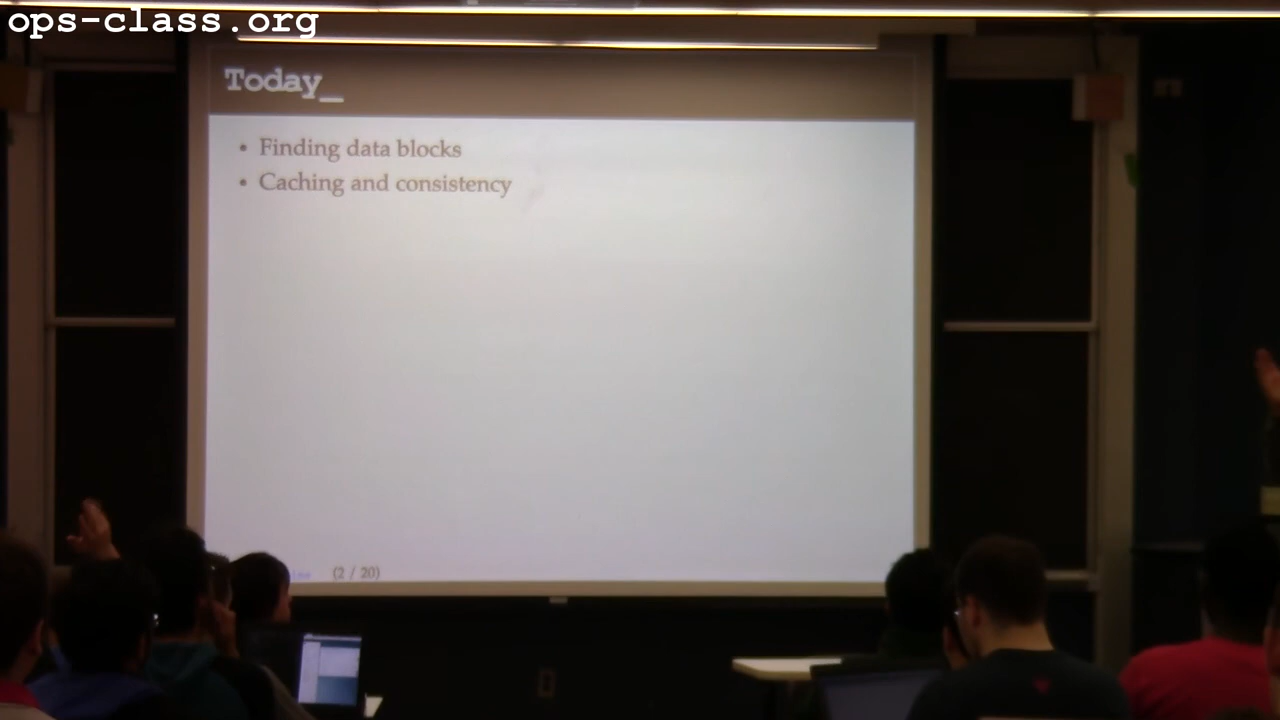 ops-class.org
Today_
• Finding data blocks
• Caching and consistency
(2 / 20)